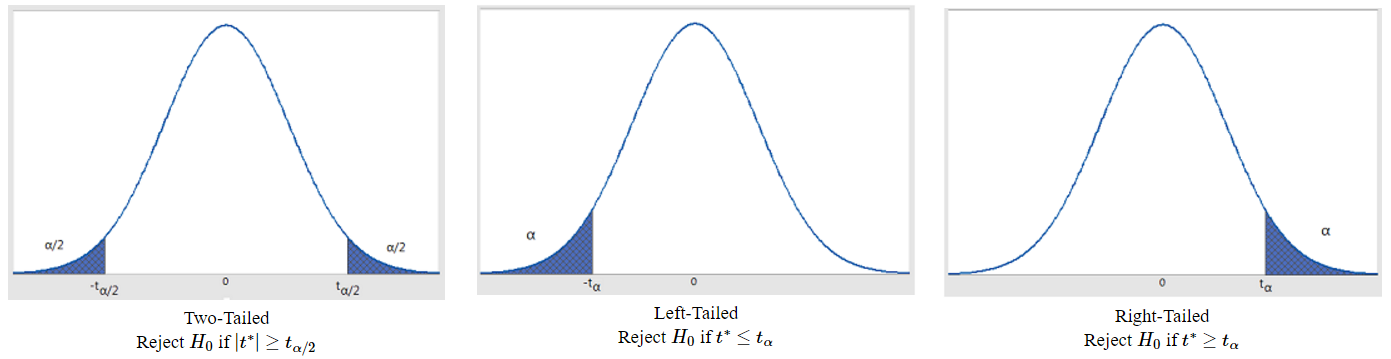 α/2
α/2
-tα/2
0
tα/2
Two-Tailed
Reject H₀ if |t*| ≥ tα/2
α
-tα
0
Left-Tailed
Reject H₀ if t* ≤ tα
α
0
tα
Right-Tailed
Reject H₀ if t* ≥ tα